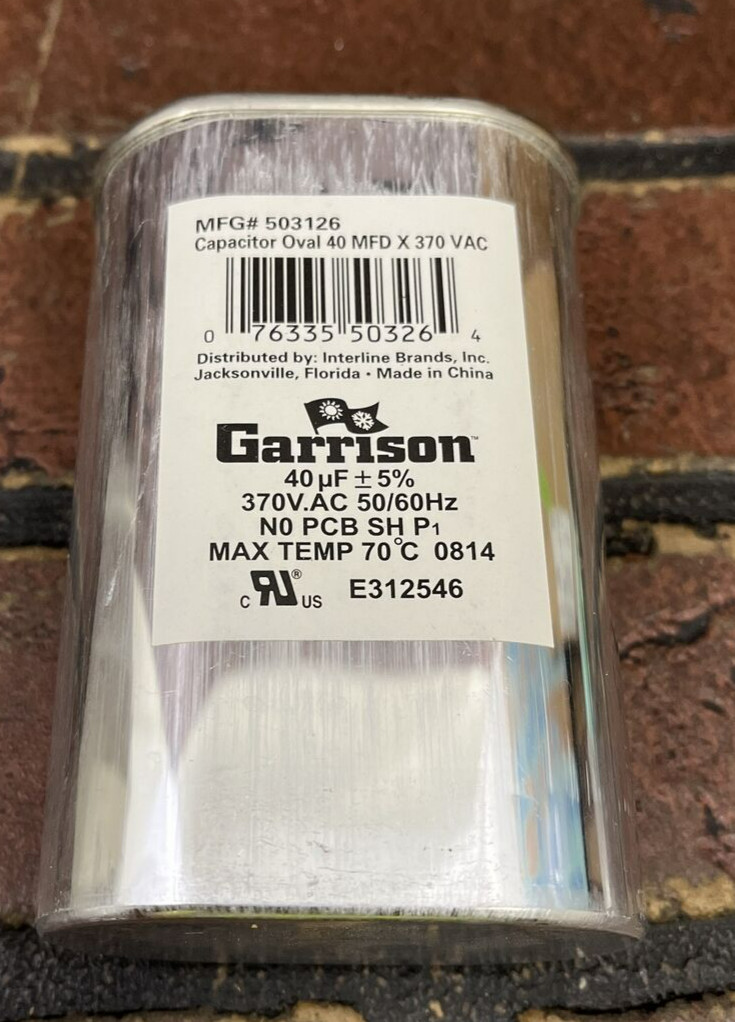 MFG# 503126
Capacitor Oval 40 MFD X 370 VAC
0 76335 50326 4
Distributed by: Interline Brands, Inc.
Jacksonville, Florida • Made in China
Garrison™
40µF ± 5%
370V.AC 50/60Hz
N0 PCB SH P₁
MAX TEMP 70°C 0814
C RU® US E312546